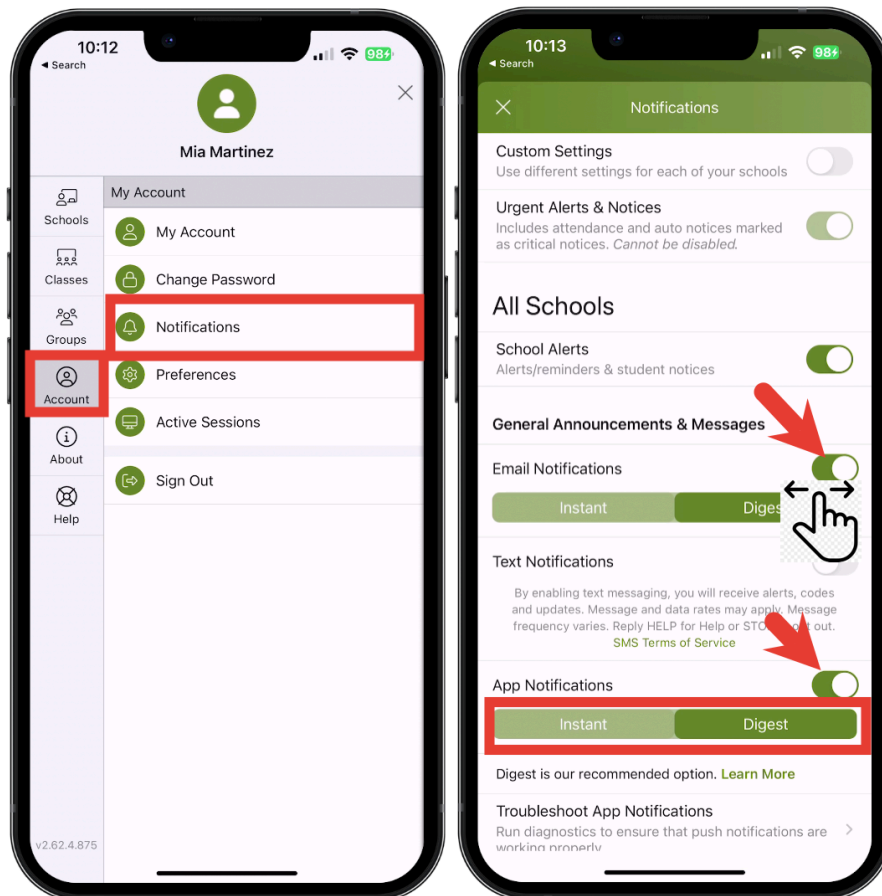 10:12
98
◀ Search
Mia Martinez
Schools
Classes
Groups
Account
About
Help
v2.62.4.875
My Account
My Account
Change Password
Notifications
Preferences
Active Sessions
Sign Out
10:13
98
◀ Search
Notifications
Custom Settings
Use different settings for each of your schools
Urgent Alerts & Notices
Includes attendance and auto notices marked
as critical notices. Cannot be disabled.
All Schools
School Alerts
Alerts/reminders & student notices
General Announcements & Messages
Email Notifications
Instant Diges
Text Notifications
By enabling text messaging, you will receive alerts, codes
and updates. Message and data rates may apply. Message
frequency varies. Reply HELP for Help or STO out.
SMS Terms of Service
App Notifications
Instant Digest
Digest is our recommended option. Learn More
Troubleshoot App Notifications
Run diagnostics to ensure that push notifications are
working properly